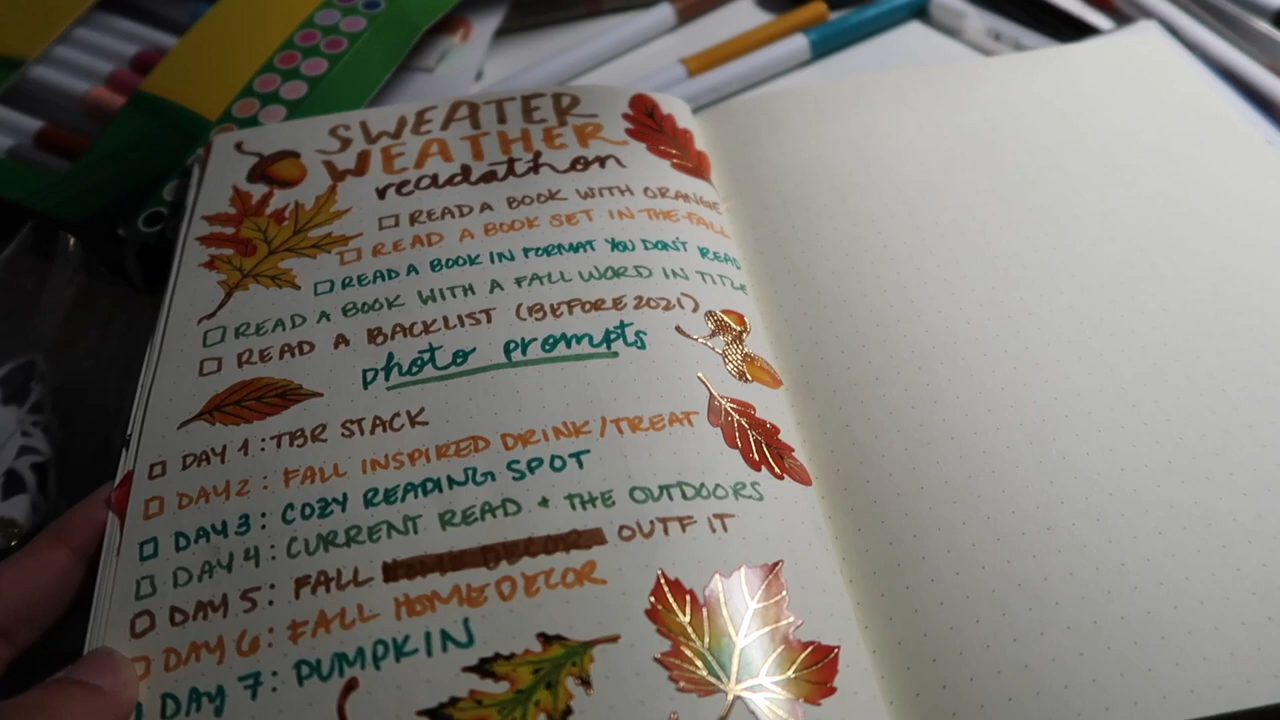 SWEATER
WEATHER
readathon
READ A BOOK WITH ORANGE
READ A BOOK SET IN THE FALL
READ A BOOK IN FORMAT YOU DON'T READ
READ A BOOK WITH A FALL WORD IN TITLE
READ A BACKLIST (BEFORE 2021)
photo prompts
DAY 1: TBR STACK
DAY 2: FALL INSPIRED DRINK/TREAT
DAY 3: COZY READING SPOT
DAY 4: CURRENT READ + THE OUTDOORS
DAY 5: FALL HOME DECOR OUTFIT
DAY 6: FALL HOME DECOR
DAY 7: PUMPKIN